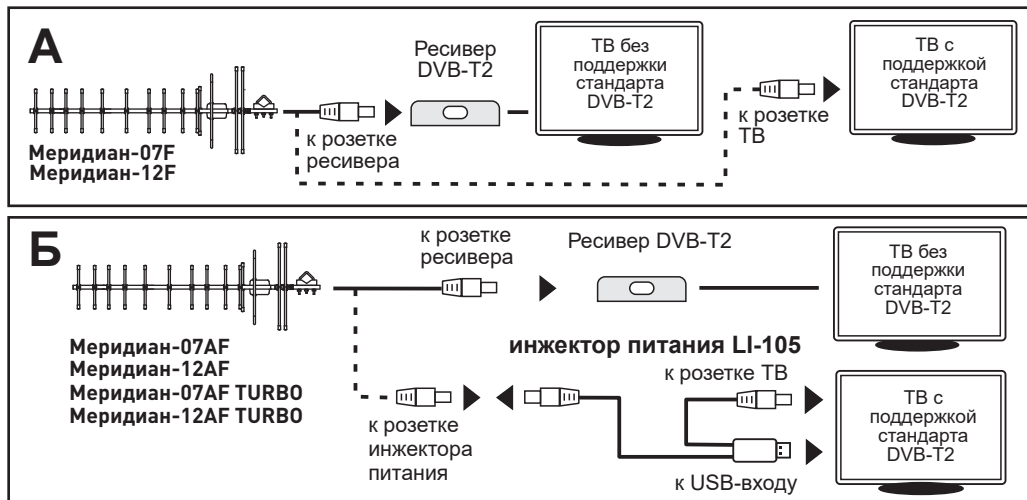 А
Меридиан-07F
Меридиан-12F
к розетке
ресивера
Ресивер
DVB-T2
ТВ без
поддержки
стандарта
DVB-T2
к розетке
ТВ
ТВ с
поддержкой
стандарта
DVB-T2
Б
Меридиан-07AF
Меридиан-12AF
Меридиан-07AF TURBO
Меридиан-12AF TURBO
к розетке
ресивера
Ресивер DVB-T2
ТВ без
поддержки
стандарта
DVB-T2
инжектор питания LI-105
к розетке
инжектора
питания
к розетке ТВ
к USB-входу
ТВ с
поддержкой
стандарта
DVB-T2